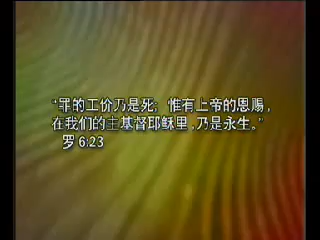 “罪的工价乃是死；惟有上帝的恩赐，
在我们的主基督耶稣里，乃是永生。”
罗 6:23